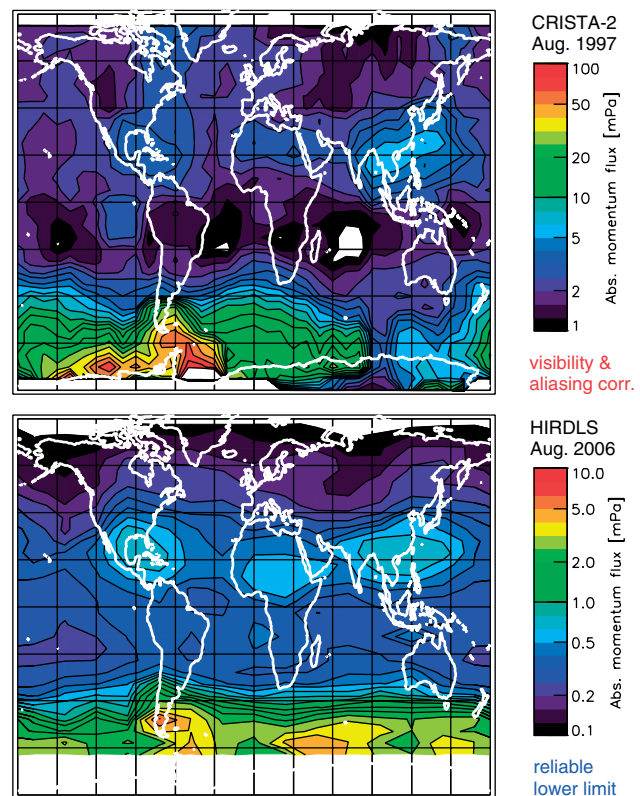 CRISTA-2
Aug. 1997
100
50
20
10
5
2
1
Abs. momentum flux [mPa]
visibility &
aliasing corr.
HIRDLS
Aug. 2006
10.0
5.0
2.0
1.0
0.5
0.2
0.1
Abs. momentum flux [mPa]
reliable
lower limit